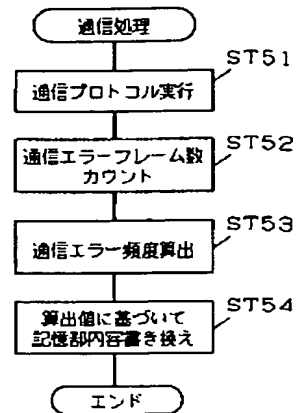 通信処理
ST51
通信プロトコル実行
ST52
通信エラーフレーム数
カウント
ST53
通信エラー頻度算出
ST54
算出値に基づいて
記憶部内容書き換え
エンド